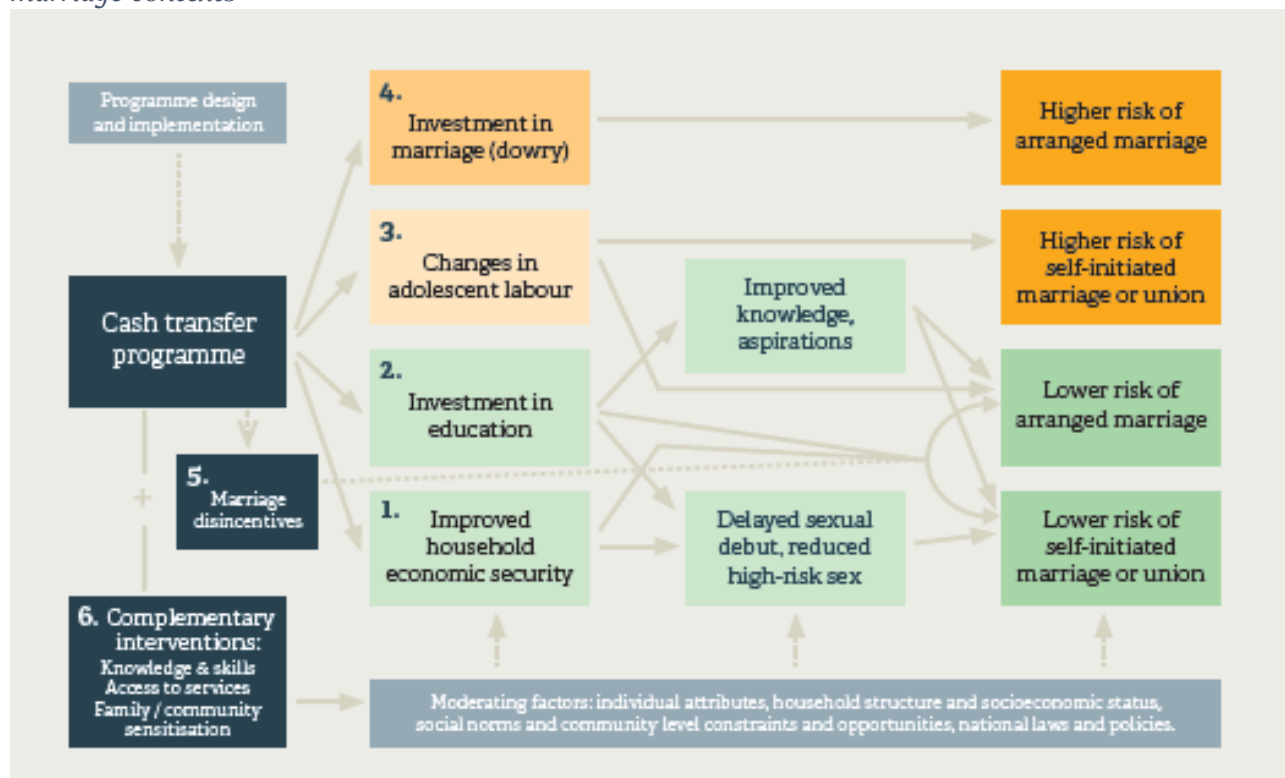 marriage contexts
Programme design
and implementation
4.
Investment in
marriage (dowry)
Higher risk of
arranged marriage
3.
Changes in
adolescent labour
Higher risk of
self-initiated
marriage or union
Cash transfer
programme
Improved
knowledge,
aspirations
2.
Investment in
education
Lower risk of
arranged marriage
5.
Marriage
disincentives
1.
Improved
household
economic security
Delayed sexual
debut, reduced
high-risk sex
Lower risk of
self-initiated
marriage or union
+
6. Complementary
interventions:
Knowledge & skills
Access to services
Family / community
sensitisation
Moderating factors: individual attributes, household structure and socioeconomic status,
social norms and community level constraints and opportunities, national laws and policies.